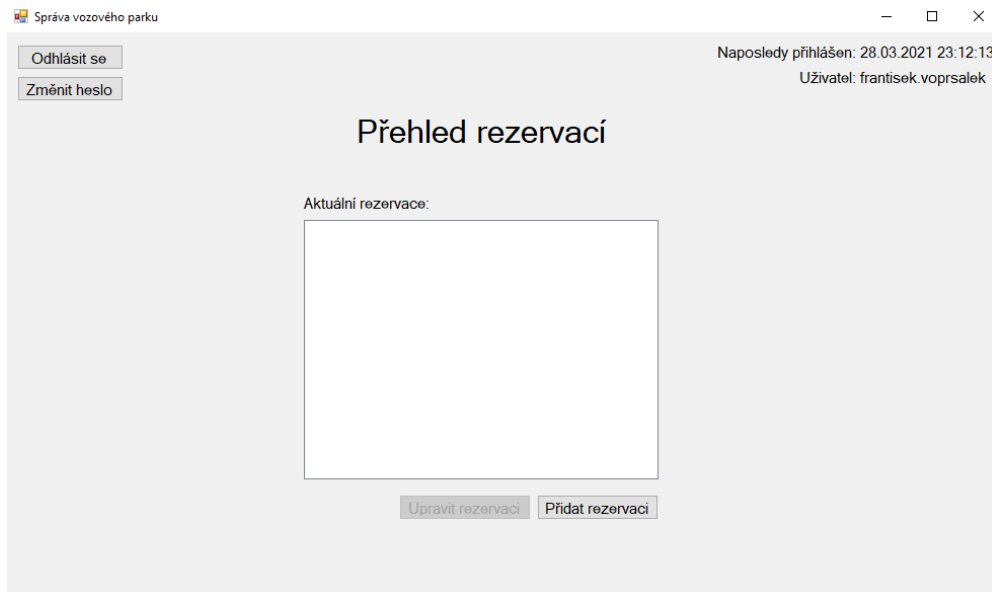 Správa vozového parku
Odhlásit se
Změnit heslo
Naposledy přihlášen: 28.03.2021 23:12:13
Uživatel: frantisek.voprsalek
Přehled rezervací
Aktuální rezervace:
Upravit rezervaci
Přidat rezervaci